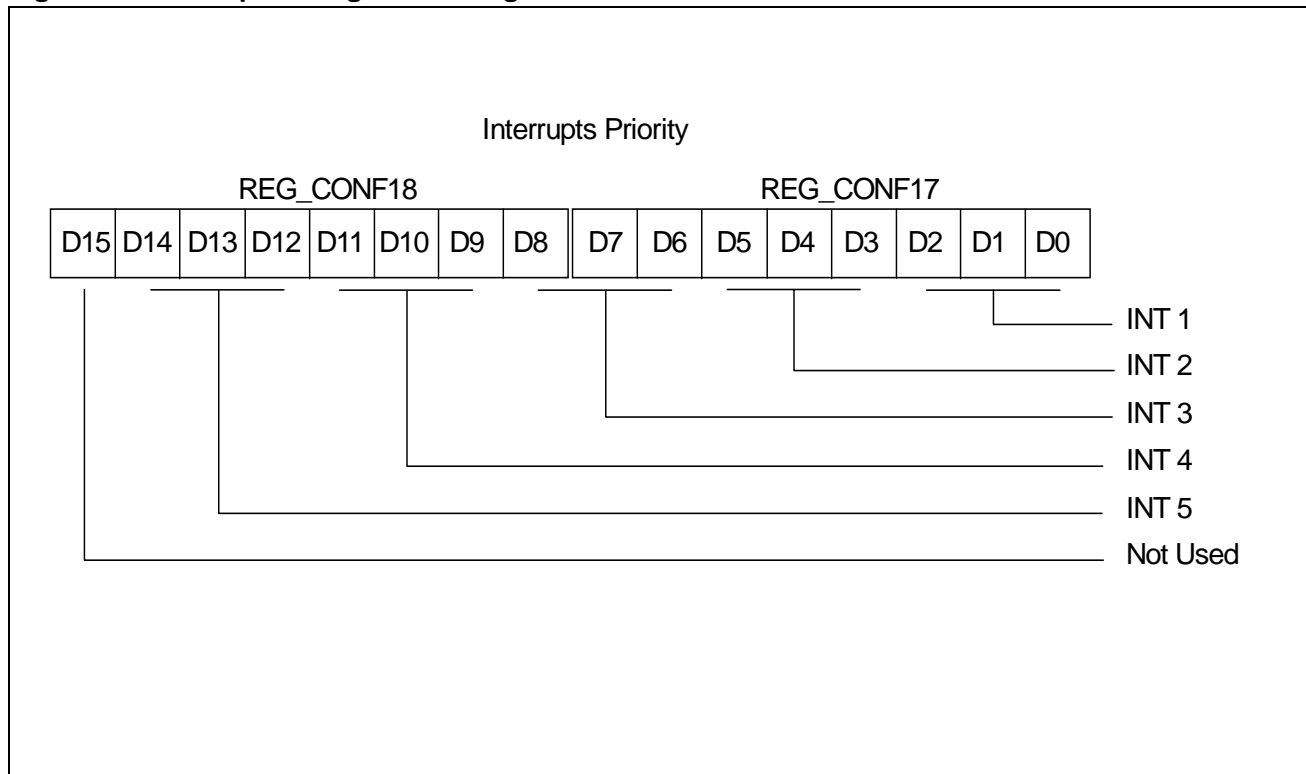 Interrupts Priority
REG_CONF18 REG_CONF17
D15 D14 D13 D12 D11 D10 D9 D8 D7 D6 D5 D4 D3 D2 D1 D0
INT 1
INT 2
INT 3
INT 4
INT 5
Not Used